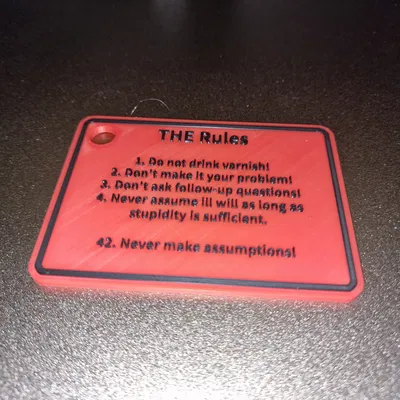 THE Rules
1. Do not drink varnish!
2. Don't make it your problem!
3. Don't ask follow-up questions!
4. Never assume ill will as long as
stupidity is sufficient.
42. Never make assumptions!